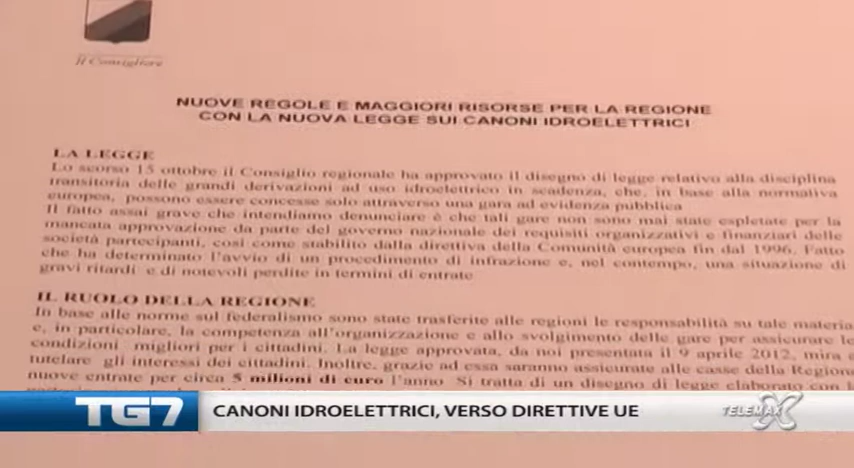 Il Consigliere
NUOVE REGOLE E MAGGIORI RISORSE PER LA REGIONE
CON LA NUOVA LEGGE SUI CANONI IDROELETTRICI
LA LEGGE
Lo scorso 15 ottobre il Consiglio regionale ha approvato il disegno di legge relativo alla disciplina
transitoria delle grandi derivazioni ad uso idroelettrico in scadenza, che, in base alla normativa
europea, possono essere concesse solo attraverso una gara ad evidenza pubblica
Il fatto assai grave che intendiamo denunciare è che tali gare non sono mai state espletate per la
mancata approvazione da parte del governo nazionale dei requisiti organizzativi e finanziari delle
società partecipanti, così come stabilito dalla direttiva della Comunità europea fin dal 1996. Fatto
che ha determinato l'avvio di un procedimento di infrazione e, nel contempo, una situazione di
gravi ritardi e di notevoli perdite in termini di entrate
IL RUOLO DELLA REGIONE
In base alle norme sul federalismo sono state trasferite alle regioni le responsabilità su tale materia
e, in particolare, la competenza all'organizzazione e allo svolgimento delle gare per assicurare le
condizioni migliori per i cittadini. La legge approvata, da noi presentata il 9 aprile 2012, mira a
tutelare gli interessi dei cittadini. Inoltre, grazie ad essa saranno assicurate alle casse della Regione
nuove entrate per circa 5 milioni di euro l'anno Si tratta di un disegno di legge elaborato con
TG7 CANONI IDROELETTRICI, VERSO DIRETTIVE UE TELEMAX